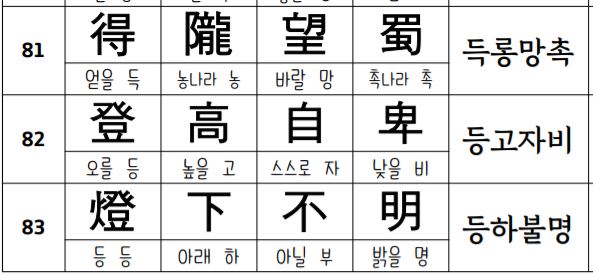 81 得 隴 望 蜀 득롱망촉
얻을 득 농나라 농 바랄 망 촉나라 촉
82 登 高 自 卑 등고자비
오를 등 높을 고 스스로 자 낮을 비
83 燈 下 不 明 등하불명
등 등 아래 하 아닐 부 밝을 명